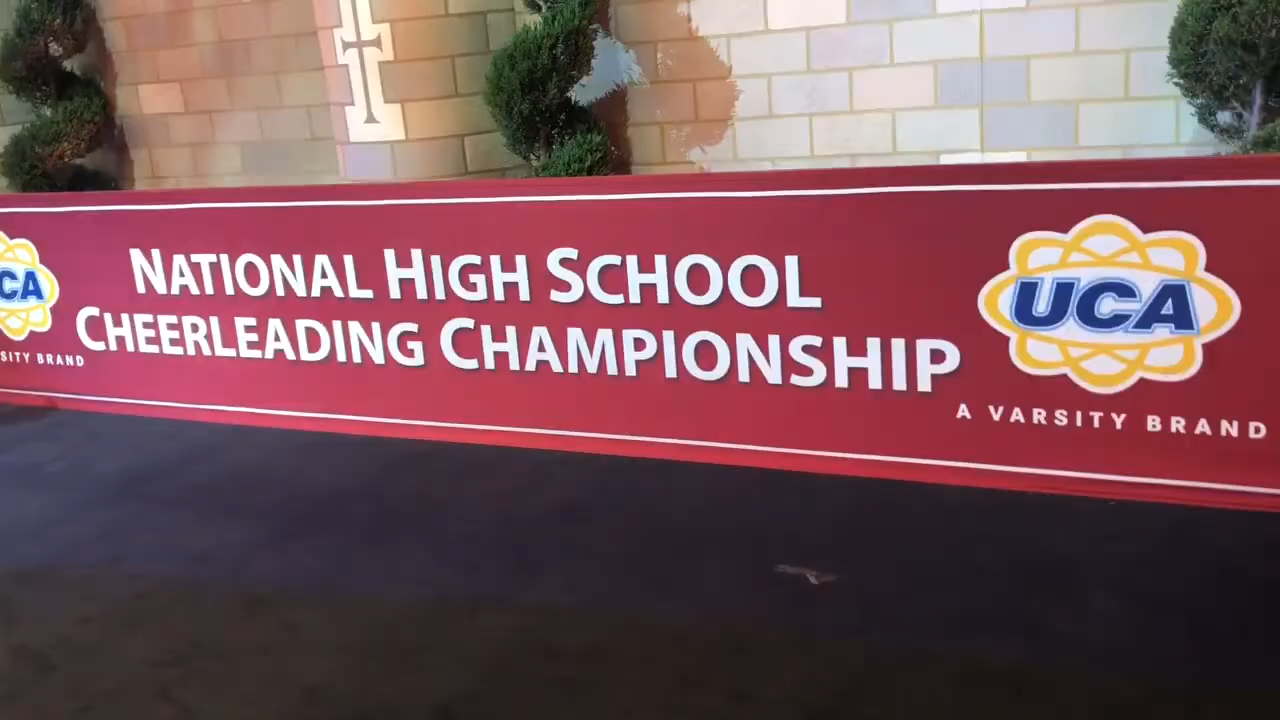 NATIONAL HIGH SCHOOL
CHEERLEADING CHAMPIONSHIP
UCA
A VARSITY BRAND
CA
SITY BRAND